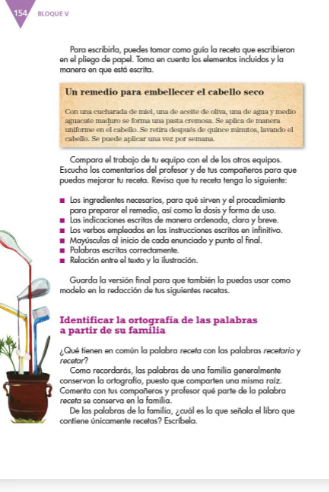 154 BLOQUE V
Para escribirla, puedes tomar como guía la receta que escribieron
en el pliego de papel. Toma en cuenta los elementos incluidos y la
manera en que está escrita.
Un remedio para embellecer el cabello seco
Con una cucharada de miel, una de aceite de oliva, una de agua y medio
aguacate maduro se forma una pasta cremosa. Se aplica de manera
uniforme en el cabello. Se retira después de quince minutos, lavando el
cabello. Se puede aplicar una vez por semana.
Compara el trabajo de tu equipo con el de los otros equipos.
Escucha los comentarios del profesor y de tus compañeros para que
puedas mejorar tu receta. Revisa que tu receta tenga lo siguiente:
■ Los ingredientes necesarios, para qué sirven y el procedimiento
para preparar el remedio, así como la dosis y forma de uso.
■ Las indicaciones escritas de manera ordenada, clara y breve.
■ Los verbos empleados en las instrucciones escritos en infinitivo.
■ Mayúsculas al inicio de cada enunciado y punto al final.
■ Palabras escritas correctamente.
■ Relación entre el texto y la ilustración.
Guarda la versión final para que también la puedas usar como
modelo en la redacción de tus siguientes recetas.
Identificar la ortografía de las palabras
a partir de su familia
¿Qué tienen en común la palabra receta con las palabras recetario y
recetar?
Como recordarás, las palabras de una familia generalmente
conservan la ortografía, puesto que comparten una misma raíz.
Comenta con tus compañeros y profesor qué parte de la palabra
receta se conserva en la familia.
De las palabras de la familia, ¿cuál es la que señala el libro que
contiene únicamente recetas? Escríbela.